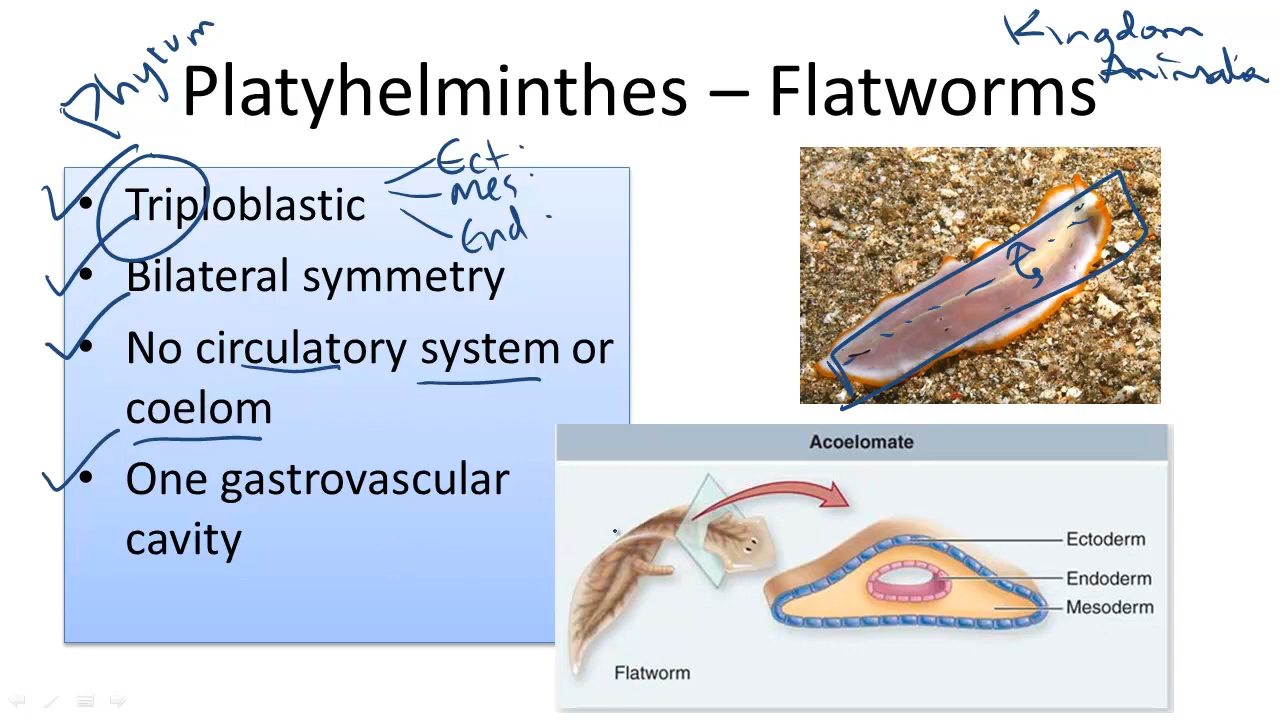 Phylum
Kingdom
Animalia
Platyhelminthes – Flatworms
• Triploblastic
Ect.
Mes.
End.
• Bilateral symmetry
• No circulatory system or
coelom
• One gastrovascular
cavity
Acoelomate
Ectoderm
Endoderm
Mesoderm
Flatworm